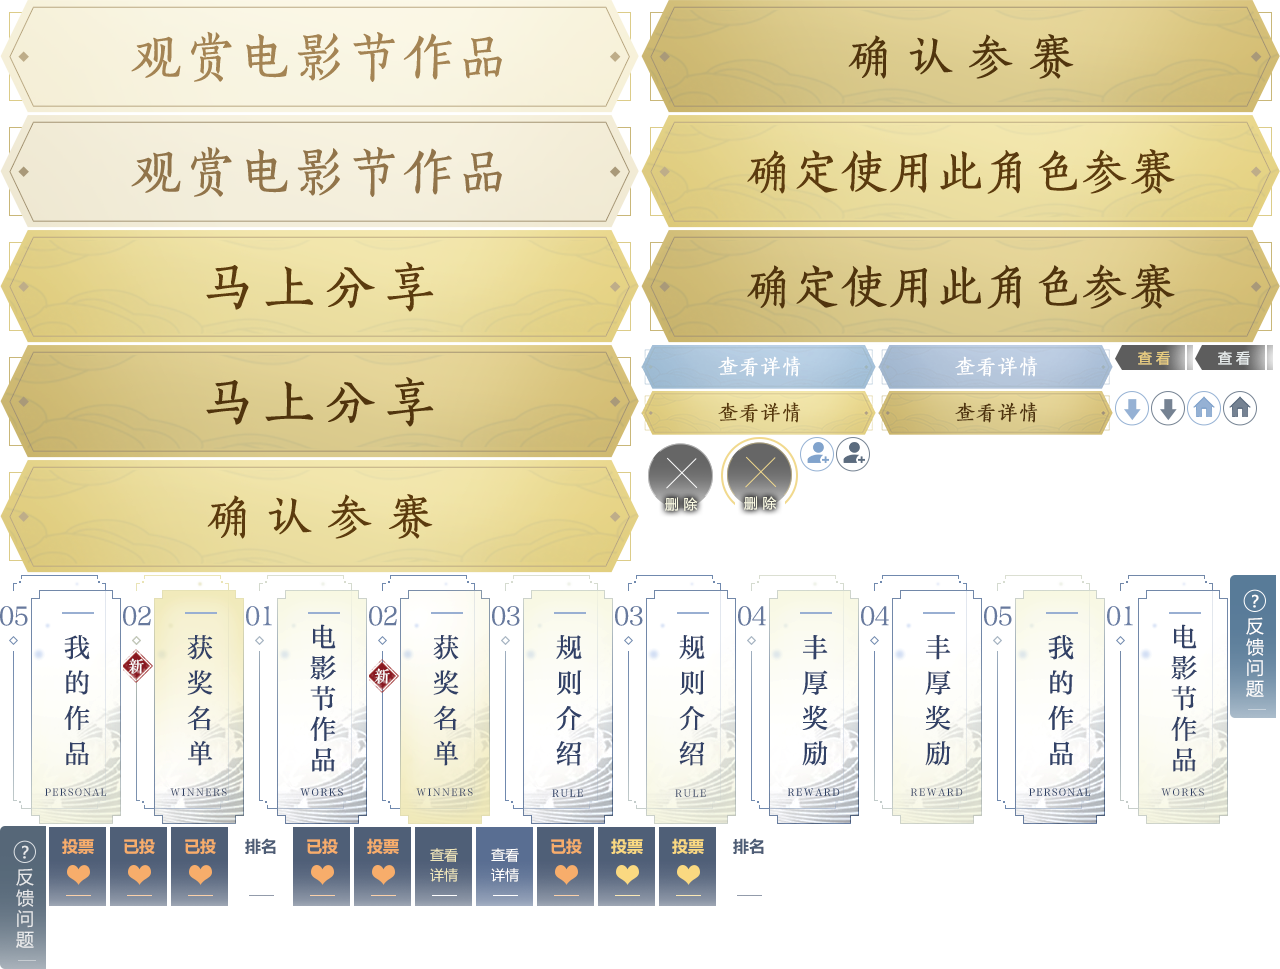 观赏电影节作品
确认参赛
观赏电影节作品
确定使用此角色参赛
马上分享
确定使用此角色参赛
查看详情
查看详情
查看
查看
马上分享
查看详情
查看详情
删除
删除
确认参赛
05
我的作品
PERSONAL
02
新
获奖名单
WINNERS
01
电影节作品
WORKS
02
新
获奖名单
WINNERS
03
规则介绍
RULE
03
规则介绍
RULE
04
丰厚奖励
REWARD
04
丰厚奖励
REWARD
05
我的作品
PERSONAL
01
电影节作品
WORKS
?
反馈问题
?
反馈问题
投票
已投
已投
排名
已投
投票
查看
详情
查看
详情
已投
投票
投票
排名